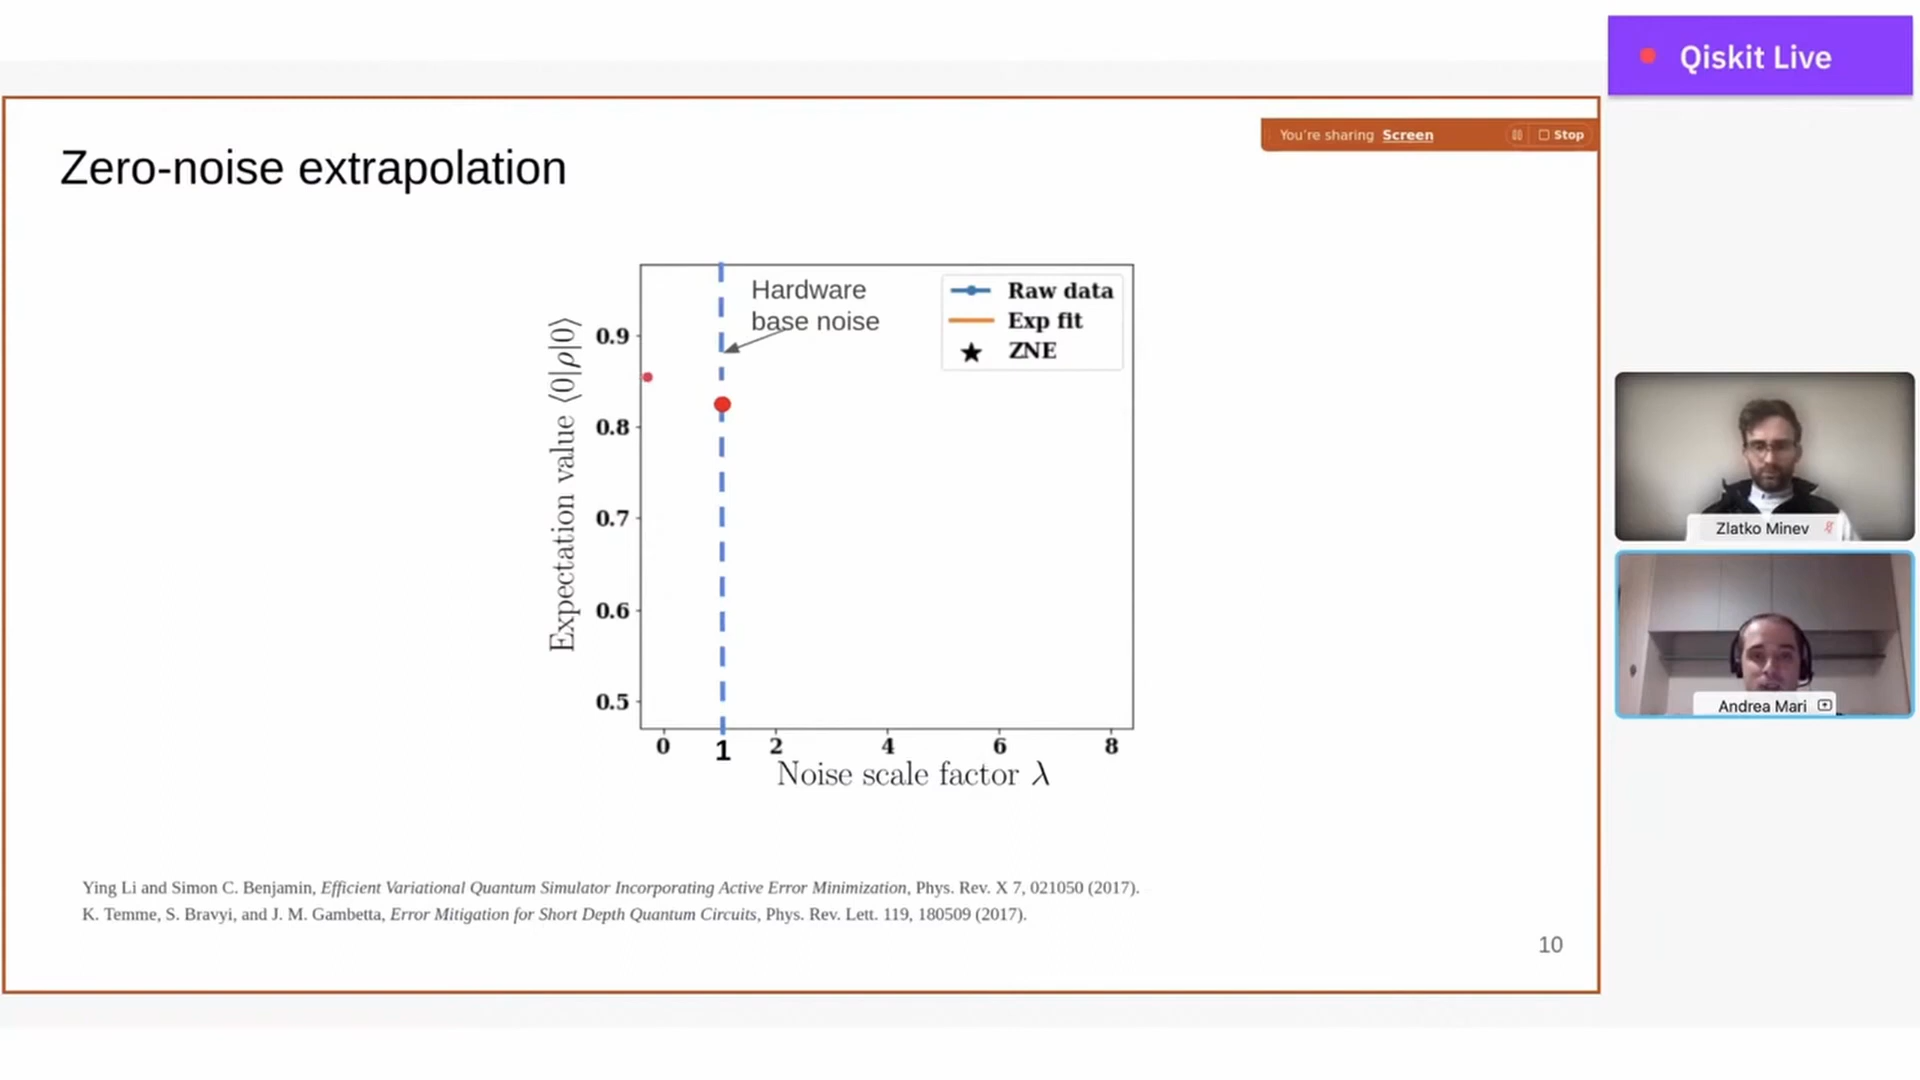 Qiskit Live
You're sharing Screen Stop
Zero-noise extrapolation
Hardware
base noise
Raw data
Exp fit
ZNE
Expectation value ⟨0|ρ|0⟩
0.9
0.8
0.7
0.6
0.5
0 1 2 4 6 8
Noise scale factor λ
Zlatko Minev
Andrea Mari
Ying Li and Simon C. Benjamin, Efficient Variational Quantum Simulator Incorporating Active Error Minimization, Phys. Rev. X 7, 021050 (2017).
K. Temme, S. Bravyi, and J. M. Gambetta, Error Mitigation for Short Depth Quantum Circuits, Phys. Rev. Lett. 119, 180509 (2017).
10